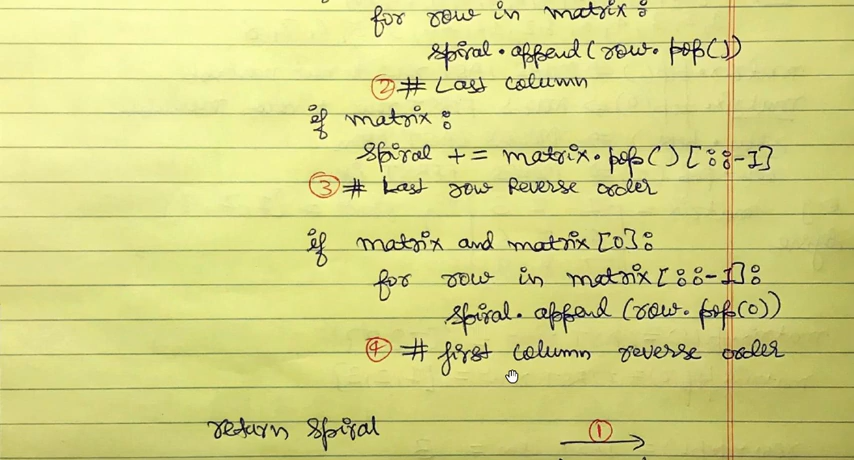 for row in matrix:
spiral.append(row.pop())
② # Last column
if matrix:
spiral += matrix.pop()[::-1]
③ # Last row Reverse order
if matrix and matrix[0]:
for row in matrix[::-1]:
spiral.append(row.pop(0))
④ # first column reverse order
return spiral
①